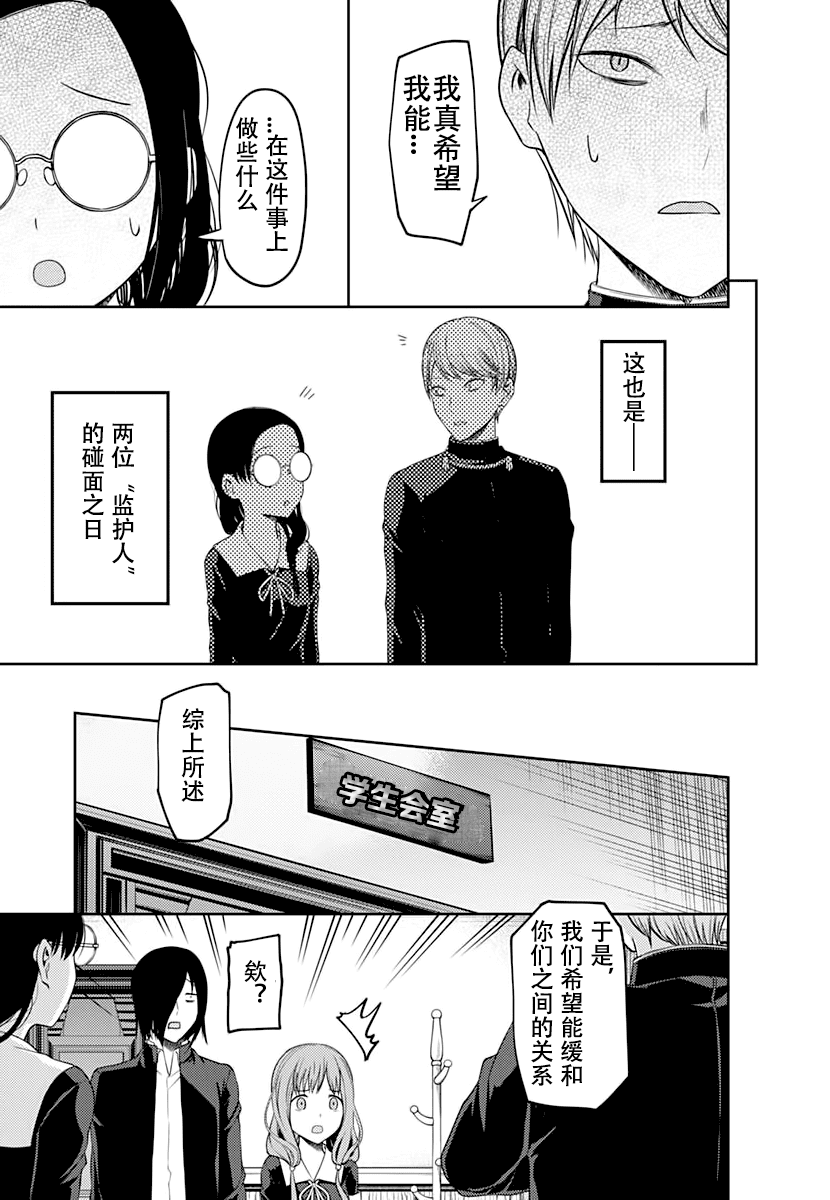 我真希望
我能…
…在这件事上
做些什么
这也是——
两位“监护人”
的碰面之日
综上所述
学生会室
于是,
我们希望能缓和
你们之间的关系
欸?